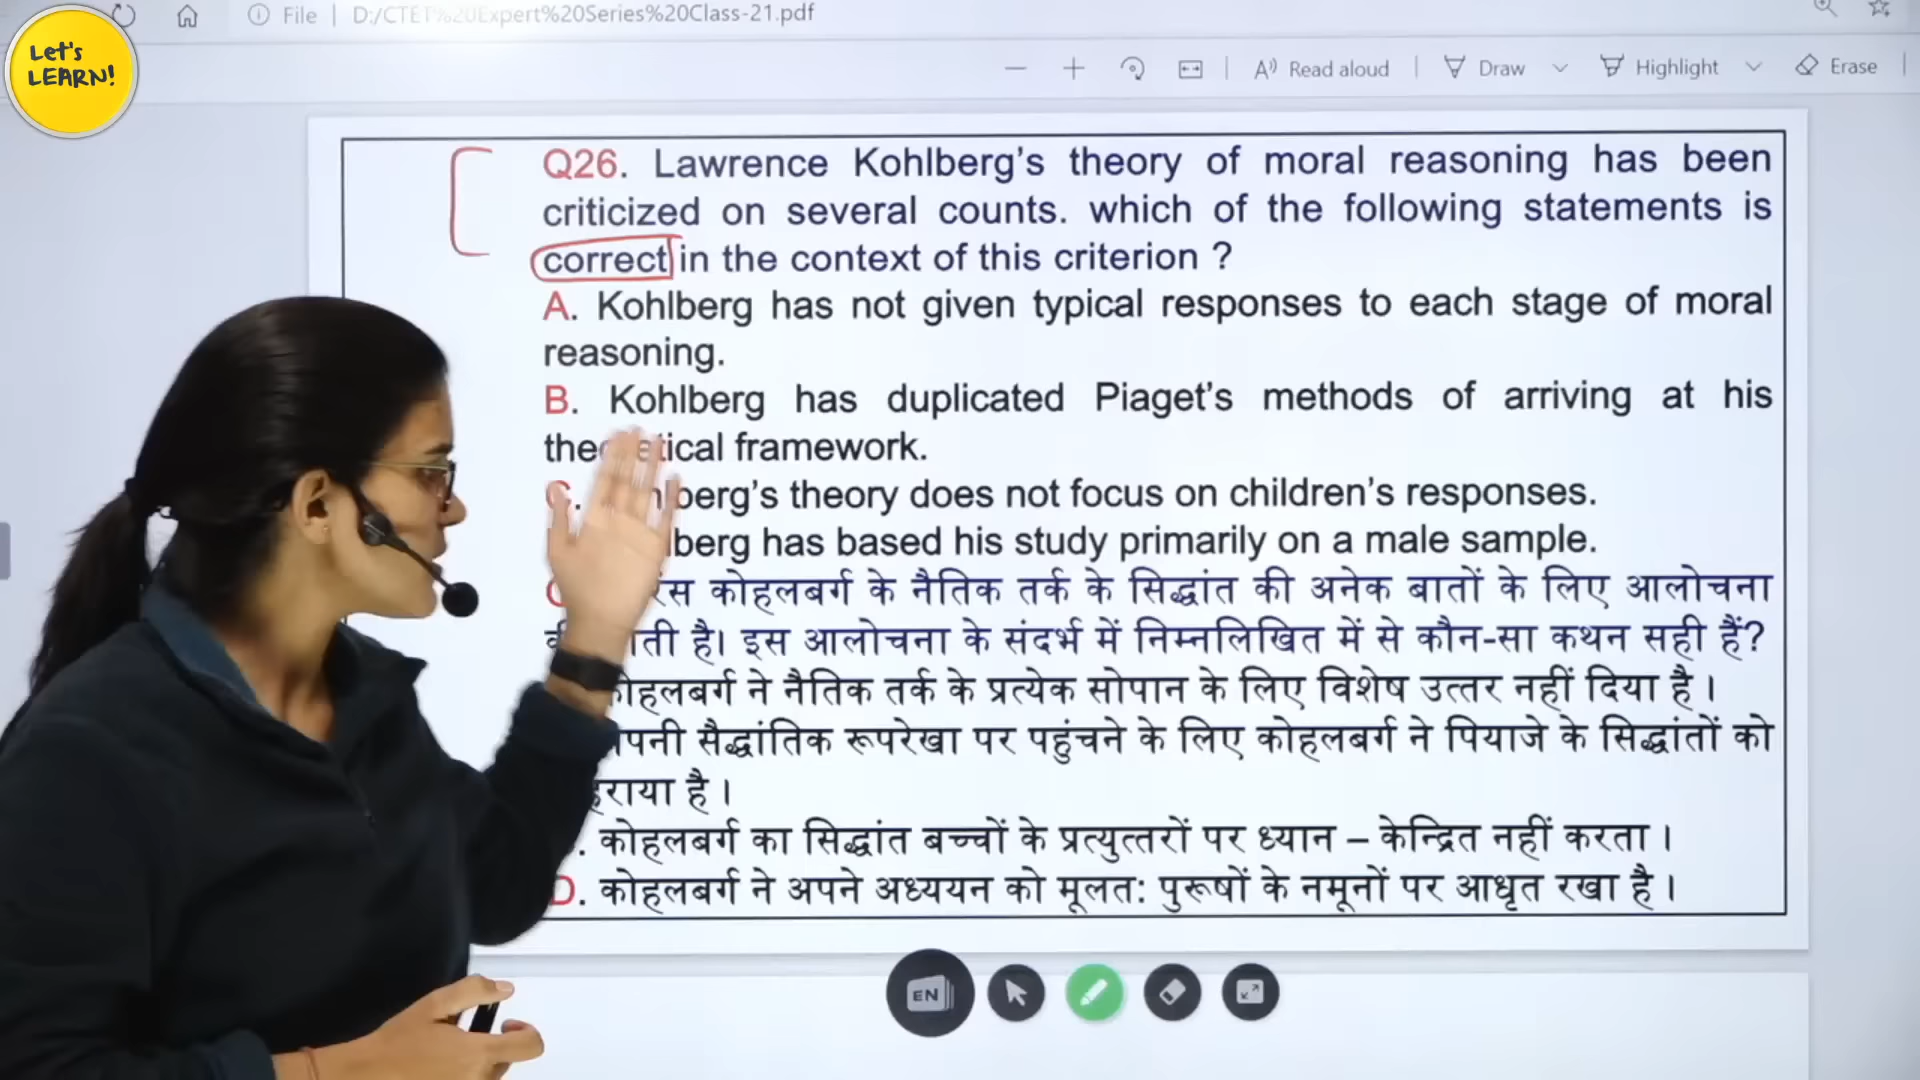 Let's
LEARN!
File | D:/CTET%20Expert%20Series%20Class-21.pdf
Read aloud
Draw
Highlight
Erase
Q26. Lawrence Kohlberg's theory of moral reasoning has been
criticized on several counts. which of the following statements is
correct in the context of this criterion ?
A. Kohlberg has not given typical responses to each stage of moral
reasoning.
B. Kohlberg has duplicated Piaget's methods of arriving at his
framework.
theory does not focus on children's responses.
has based his study primarily on a male sample.
कोहलबर्ग के नैतिक तर्क के सिद्धांत की अनेक बातों के लिए आलोचना
है। इस आलोचना के संदर्भ में निम्नलिखित में से कौन-सा कथन सही हैं?
ने नैतिक तर्क के प्रत्येक सोपान के लिए विशेष उत्तर नहीं दिया है ।
सैद्धांतिक रूपरेखा पर पहुंचने के लिए कोहलबर्ग ने पियाजे के सिद्धांतों को
है ।
कोहलबर्ग का सिद्धांत बच्चों के प्रत्युत्तरों पर ध्यान – केन्द्रित नहीं करता ।
D. कोहलबर्ग ने अपने अध्ययन को मूलत: पुरूषों के नमूनों पर आधृत रखा है ।
EN